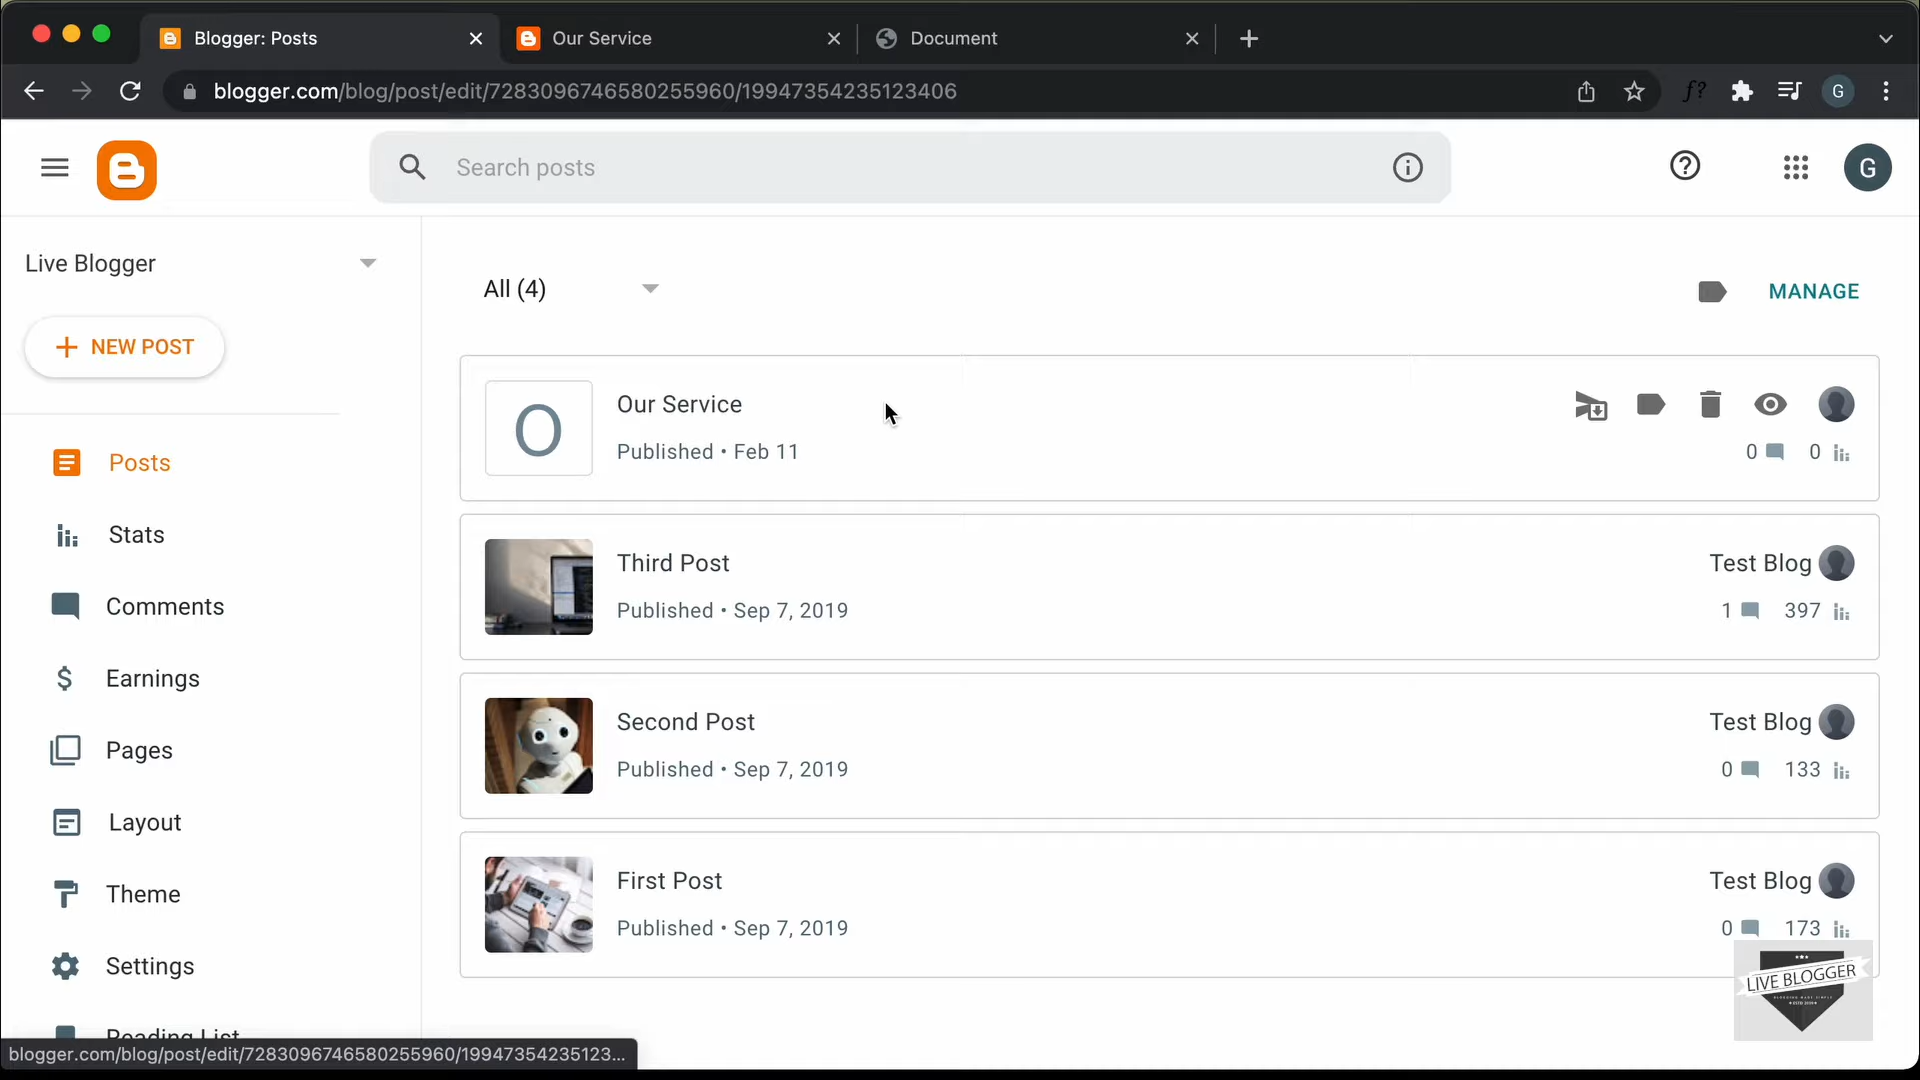 Blogger: Posts
Our Service
Document
blogger.com/blog/post/edit/7283096746580255960/19947354235123406
f?
G
Search posts
G
Live Blogger
All (4)
MANAGE
NEW POST
O
Our Service
Published • Feb 11
0
0
Posts
Stats
Third Post
Test Blog
Published • Sep 7, 2019
1
397
Comments
Earnings
Second Post
Test Blog
Published • Sep 7, 2019
0
133
Pages
Layout
First Post
Test Blog
Published • Sep 7, 2019
0
173
Theme
Settings
LIVE BLOGGER
Reading List
blogger.com/blog/post/edit/7283096746580255960/19947354235123...